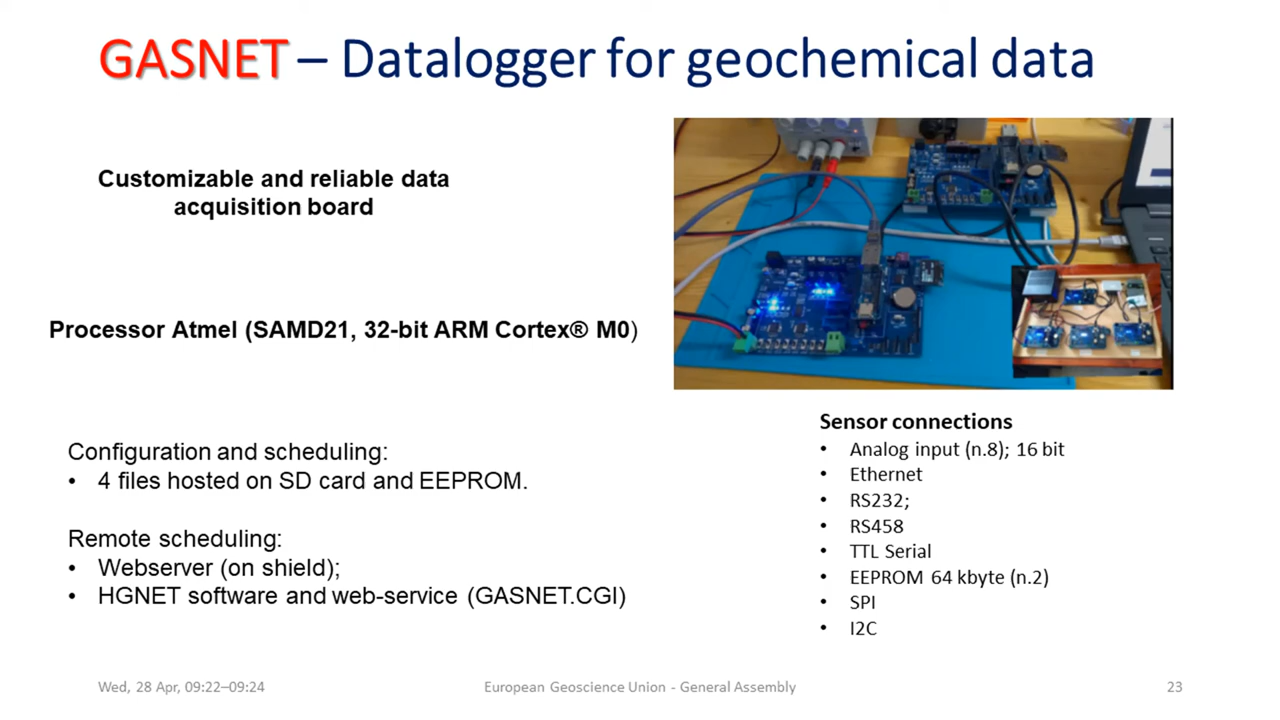 GASNET – Datalogger for geochemical data
Customizable and reliable data
acquisition board
Processor Atmel (SAMD21, 32-bit ARM Cortex® M0)
Configuration and scheduling:
• 4 files hosted on SD card and EEPROM.
Remote scheduling:
• Webserver (on shield);
• HGNET software and web-service (GASNET.CGI)
Sensor connections
• Analog input (n.8); 16 bit
• Ethernet
• RS232;
• RS458
• TTL Serial
• EEPROM 64 kbyte (n.2)
• SPI
• I2C
Wed, 28 Apr, 09:22–09:24
European Geoscience Union - General Assembly
23